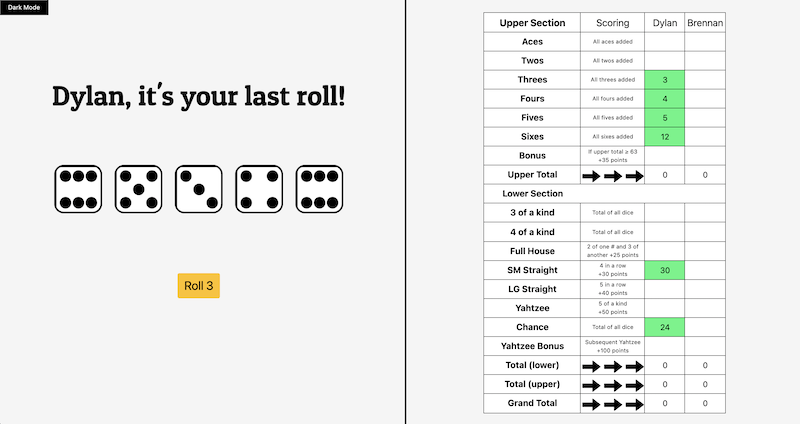 Dark Mode
Dylan, it's your last roll!
Roll 3
Upper Section Scoring Dylan Brennan
Aces All aces added
Twos All twos added
Threes All threes added 3
Fours All fours added 4
Fives All fives added 5
Sixes All sixes added 12
Bonus If upper total ≥ 63
+35 points
Upper Total 0 0
Lower Section
3 of a kind Total of all dice
4 of a kind Total of all dice
Full House 2 of one # and 3 of
another +25 points
SM Straight 4 in a row
+30 points 30
LG Straight 5 in a row
+40 points
Yahtzee 5 of a kind
+50 points
Chance Total of all dice 24
Yahtzee Bonus Subsequent Yahtzee
+100 points
Total (lower) 0 0
Total (upper) 0 0
Grand Total 0 0